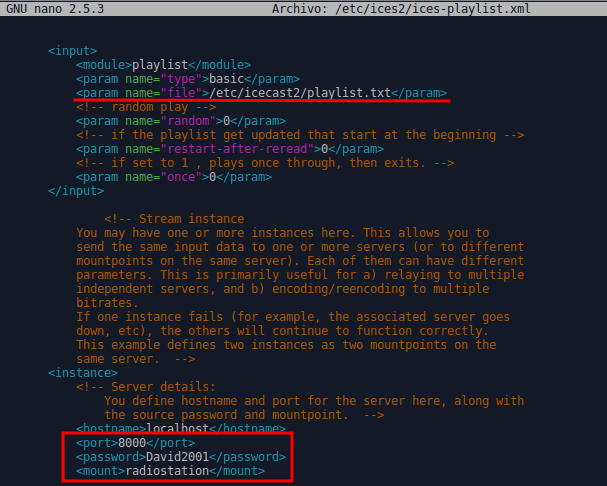 GNU nano 2.5.3 Archivo: /etc/ices2/ices-playlist.xml
<input>
<module>playlist</module>
<param name="type">basic</param>
<param name="file">/etc/icecast2/playlist.txt</param>
<!-- random play -->
<param name="random">0</param>
<!-- if the playlist get updated that start at the beginning -->
<param name="restart-after-reread">0</param>
<!-- if set to 1 , plays once through, then exits. -->
<param name="once">0</param>
</input>
<!-- Stream instance
You may have one or more instances here. This allows you to
send the same input data to one or more servers (or to different
mountpoints on the same server). Each of them can have different
parameters. This is primarily useful for a) relaying to multiple
independent servers, and b) encoding/reencoding to multiple
bitrates.
If one instance fails (for example, the associated server goes
down, etc), the others will continue to function correctly.
This example defines two instances as two mountpoints on the
same server.  -->
<instance>
<!-- Server details:
You define hostname and port for the server here, along with
the source password and mountpoint.  -->
<hostname>localhost</hostname>
<port>8000</port>
<password>David2001</password>
<mount>radiostation</mount>